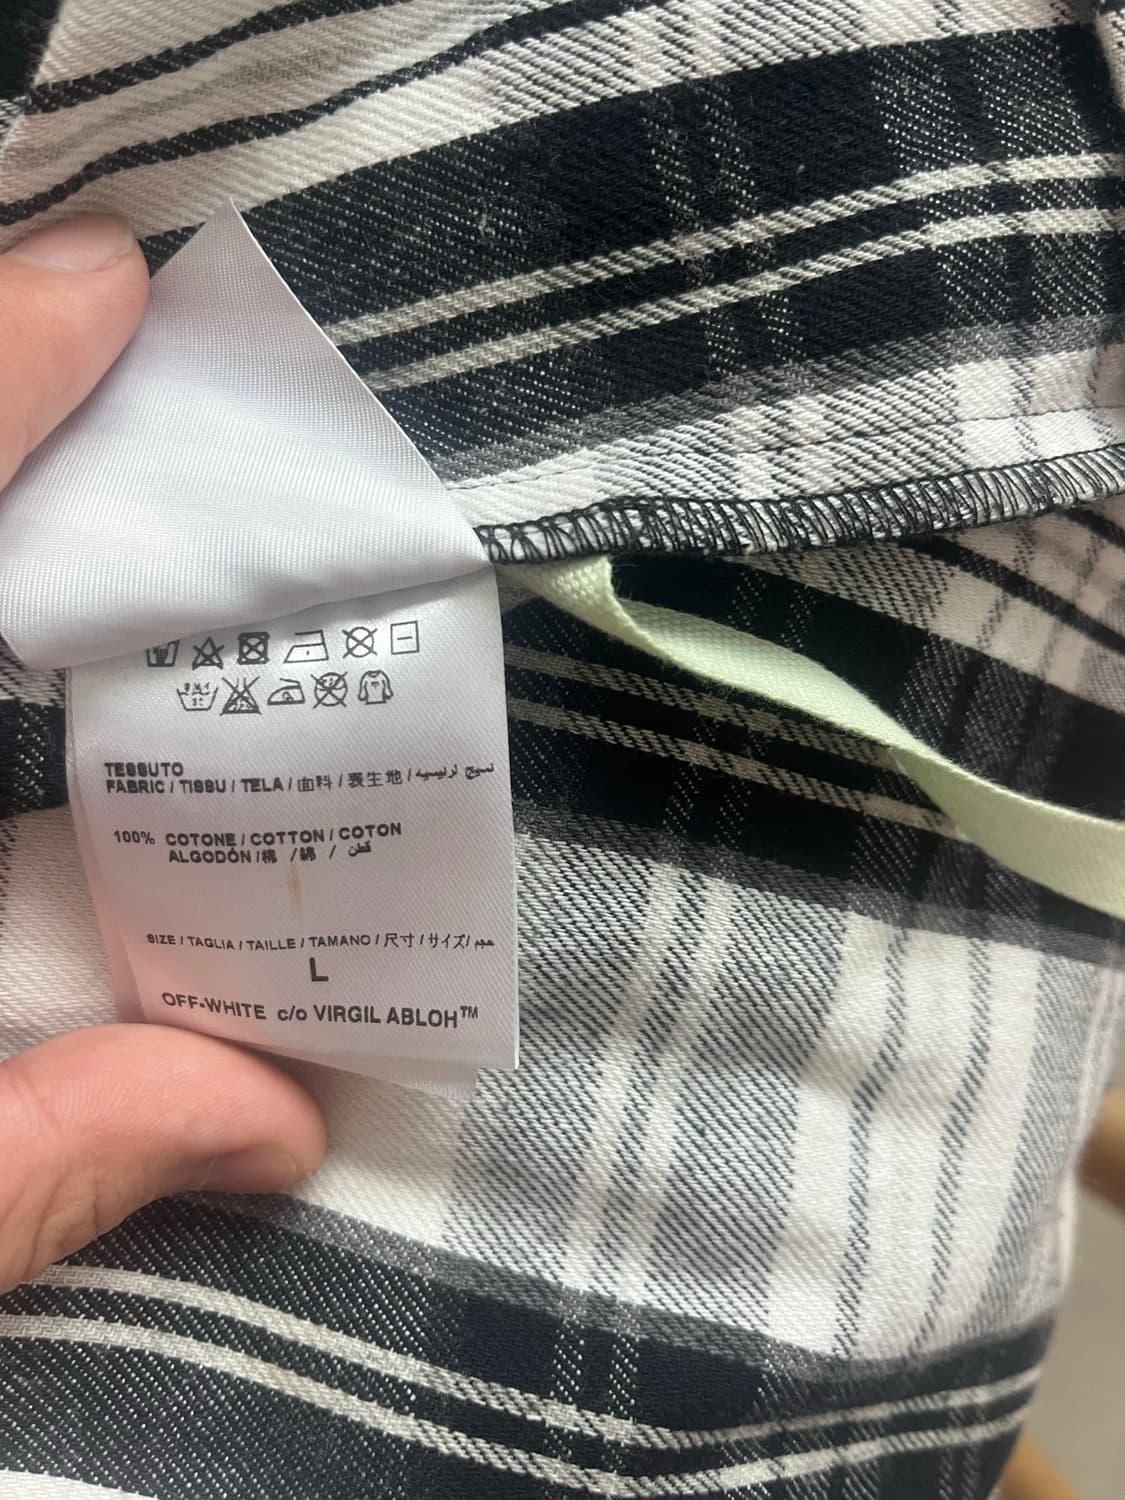 TESSUTO
FABRIC / TISSU / TELA / 面料 / 表生地 / نسيج لرئيسيه
100% COTONE / COTTON / COTON
ALGODÓN / 棉 / 綿 / قطن
SIZE / TAGLIA / TAILLE / TAMANO / 尺寸 / サイズ / حجم
L
OFF-WHITE c/o VIRGIL ABLOH™